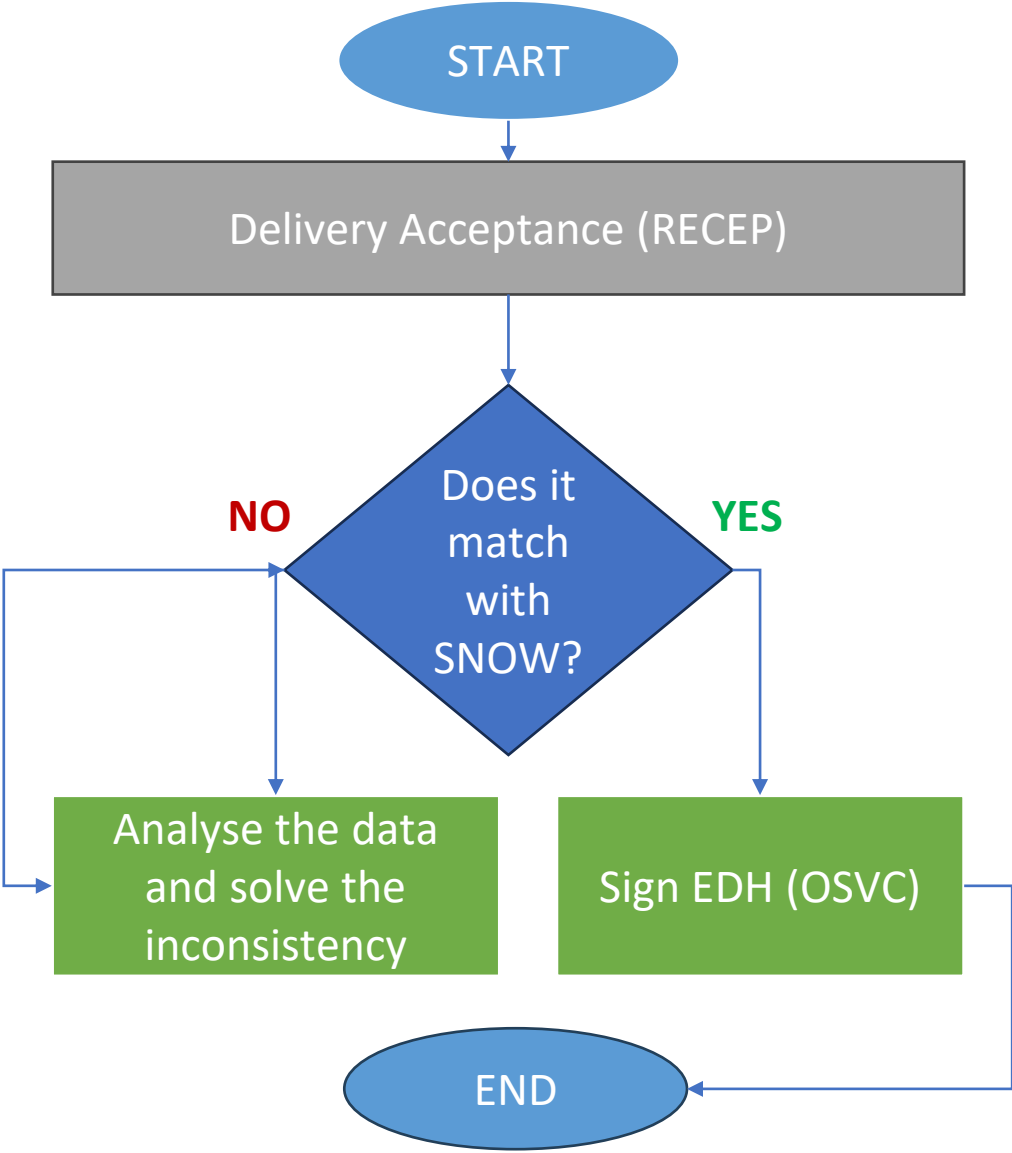 START
Delivery Acceptance (RECEP)
Does it
match
with
SNOW?
NO
YES
Analyse the data
and solve the
inconsistency
Sign EDH (OSVC)
END